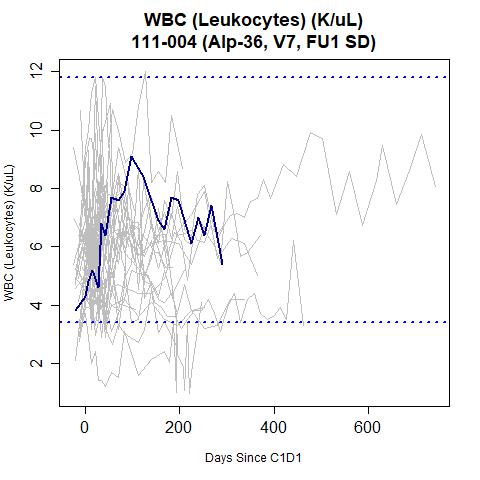 WBC (Leukocytes) (K/uL)
111-004 (Alp-36, V7, FU1 SD)
12
10
8
6
4
2
WBC (Leukocytes) (K/uL)
0
200
400
600
Days Since C1D1